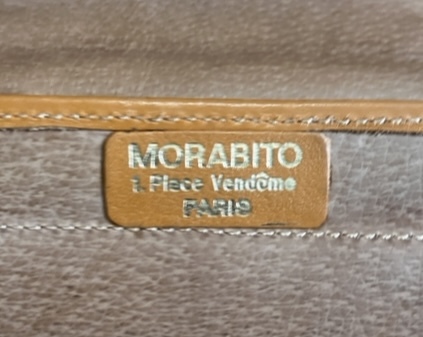 MORABITO
1. Place Vendôme
PARIS